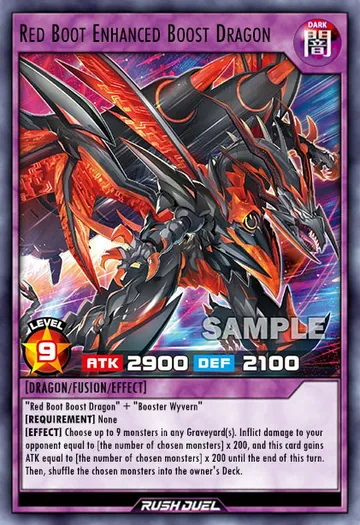 RED BOOT ENHANCED BOOST DRAGON
DARK
闇
SAMPLE
LEVEL
9
ATK 2900 DEF 2100
[DRAGON/FUSION/EFFECT]
"Red Boot Boost Dragon" + "Booster Wyvern"
[REQUIREMENT] None
[EFFECT] Choose up to 9 monsters in any Graveyard(s). Inflict damage to your
opponent equal to [the number of chosen monsters] x 200, and this card gains
ATK equal to [the number of chosen monsters] x 200 until the end of this turn.
Then, shuffle the chosen monsters into the owner's Deck.
RUSH DUEL